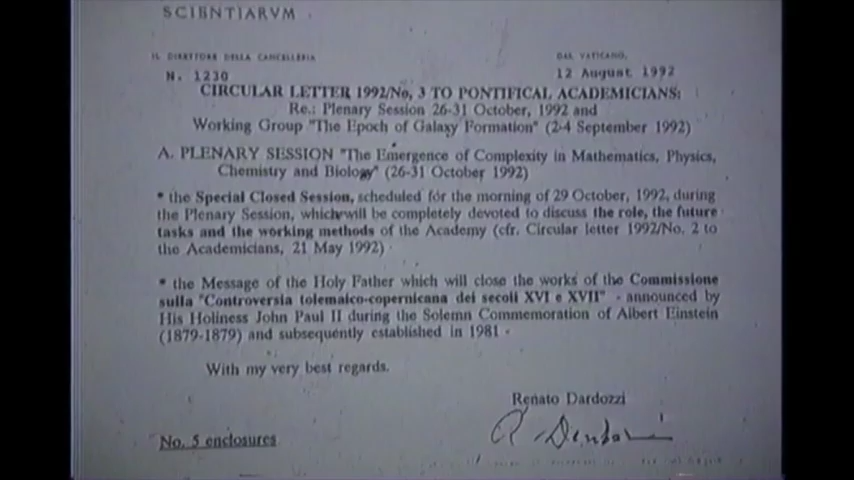 SCIENTIARVM
IL DIRETTORE DELLA CANCELLERIA
DAL VATICANO,
N. 1230
12 August 1992
CIRCULAR LETTER 1992/No, 3 TO PONTIFICAL ACADEMICIANS:
Re.: Plenary Session 26-31 October, 1992 and
Working Group "The Epoch of Galaxy Formation" (2-4 September 1992)
A. PLENARY SESSION "The Emergence of Complexity in Mathematics, Physics,
Chemistry and Biology" (26-31 October 1992)
* the Special Closed Session, scheduled for the morning of 29 October, 1992, during
the Plenary Session, which will be completely devoted to discuss the role, the future
tasks and the working methods of the Academy (cfr. Circular letter 1992/No. 2 to
the Academicians, 21 May 1992)
* the Message of the Holy Father which will close the works of the Commissione
sulla "Controversia tolemaico-copernicana dei secoli XVI e XVII" - announced by
His Holiness John Paul II during the Solemn Commemoration of Albert Einstein
(1879-1879) and subsequently established in 1981 -
With my very best regards.
Renato Dardozzi
No. 5 enclosures